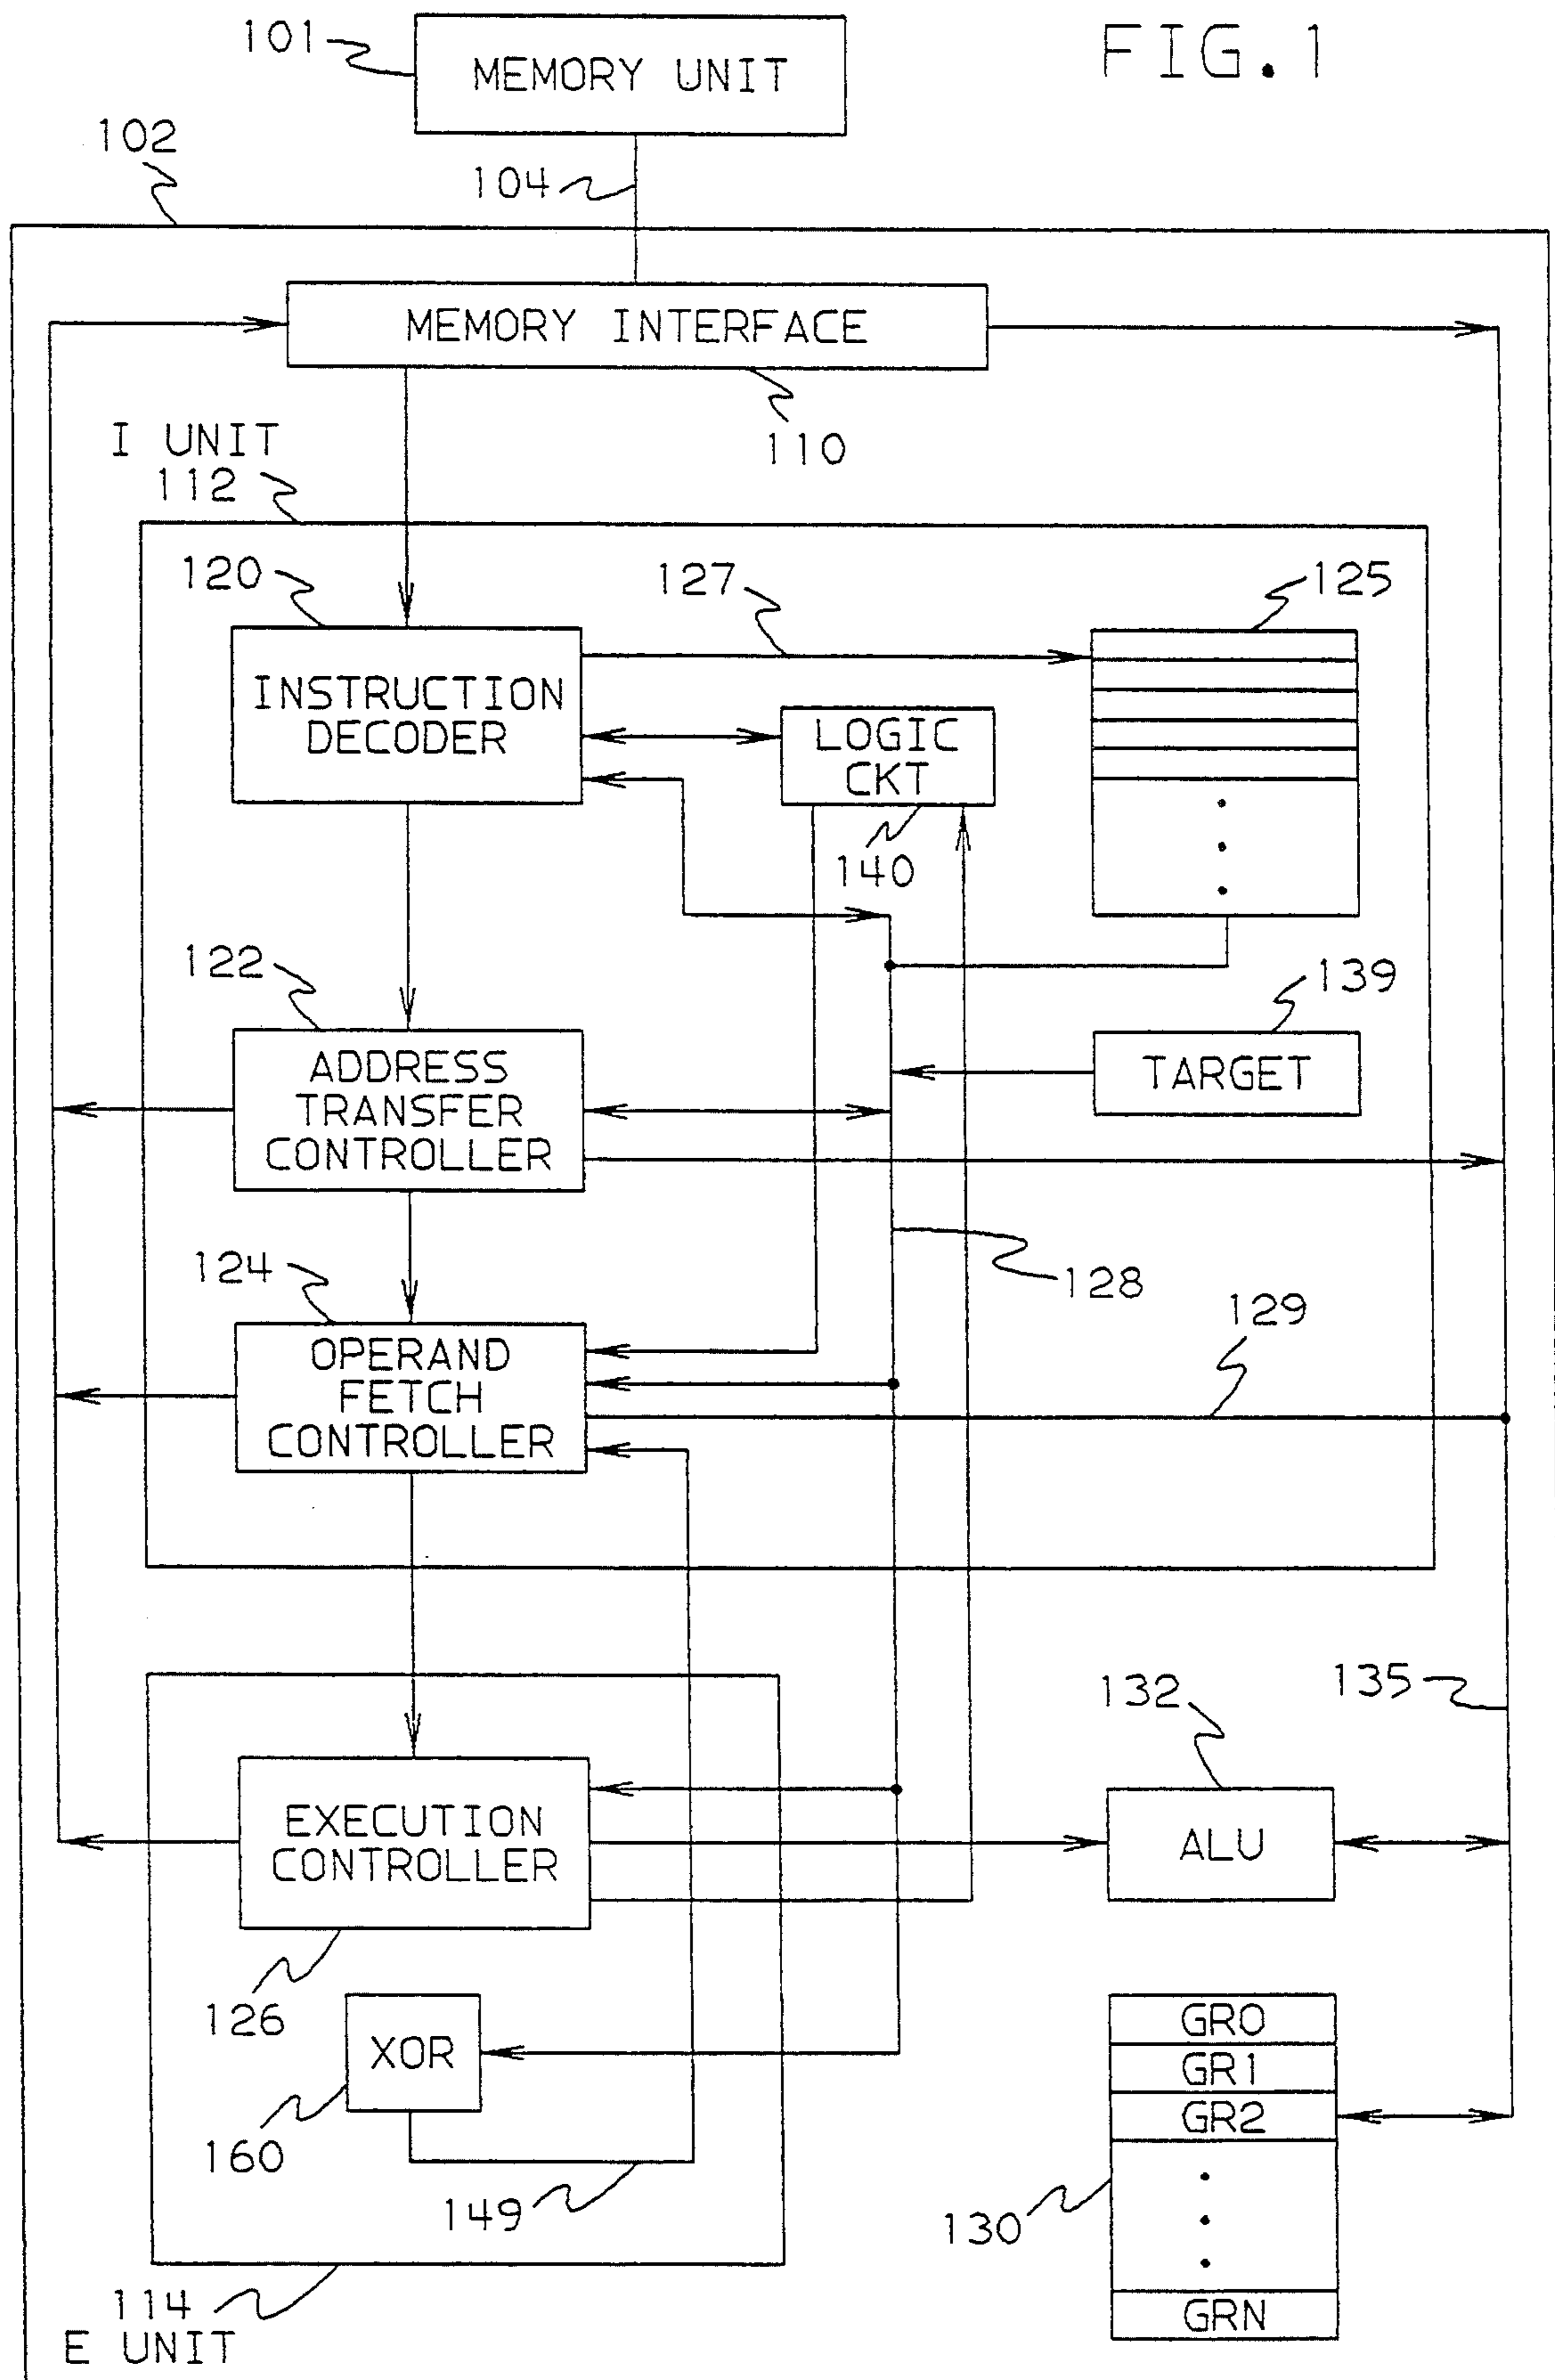 FIG. 1
101
MEMORY UNIT
102
104
MEMORY INTERFACE
110
I UNIT
112
120
127
125
INSTRUCTION
DECODER
LOGIC
CKT
140
122
139
ADDRESS
TRANSFER
CONTROLLER
TARGET
124
128
129
OPERAND
FETCH
CONTROLLER
132
135
EXECUTION
CONTROLLER
ALU
126
XOR
160
149
GR0
GR1
GR2
130
GRN
114
E UNIT